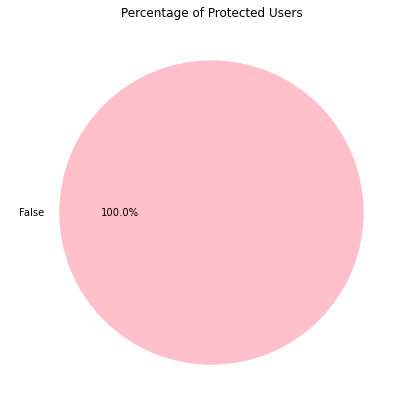 Percentage of Protected Users
False
100.0%